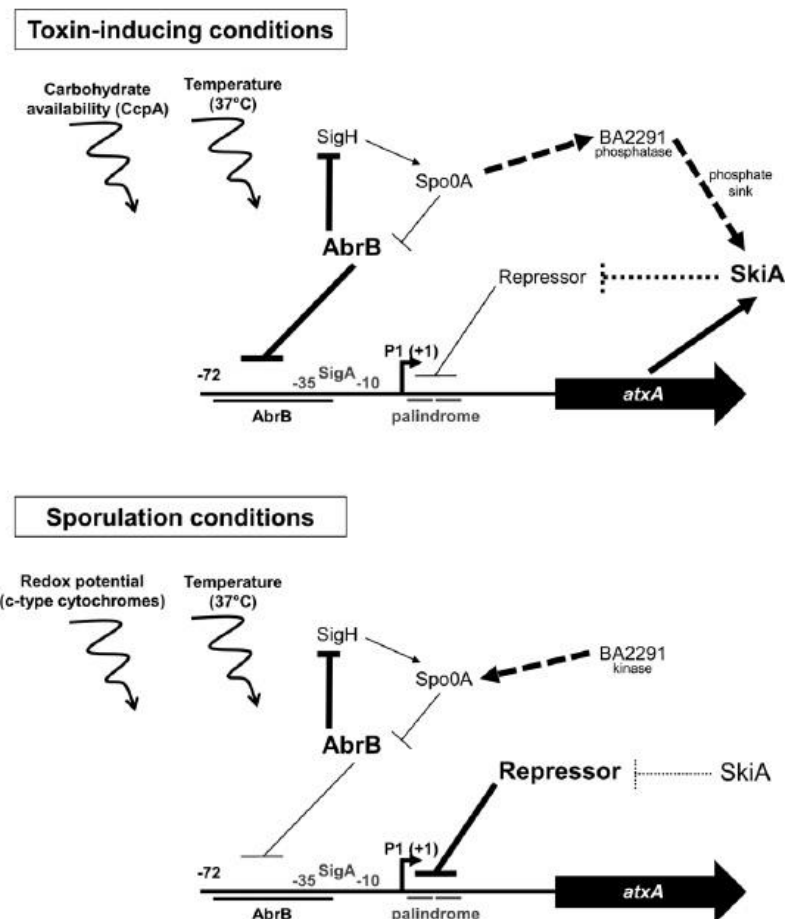 Toxin-inducing conditions
Carbohydrate
availability (CcpA)
Temperature
(37°C)
SigH
Spo0A
BA2291
phosphatase
phosphate
sink
AbrB
Repressor
SkiA
P1 (+1)
-72
-35 SigA -10
atxA
AbrB
palindrome
Sporulation conditions
Redox potential
(c-type cytochromes)
Temperature
(37°C)
SigH
Spo0A
BA2291
kinase
AbrB
Repressor
SkiA
P1 (+1)
-72
-35 SigA -10
atxA
AbrB
palindrome